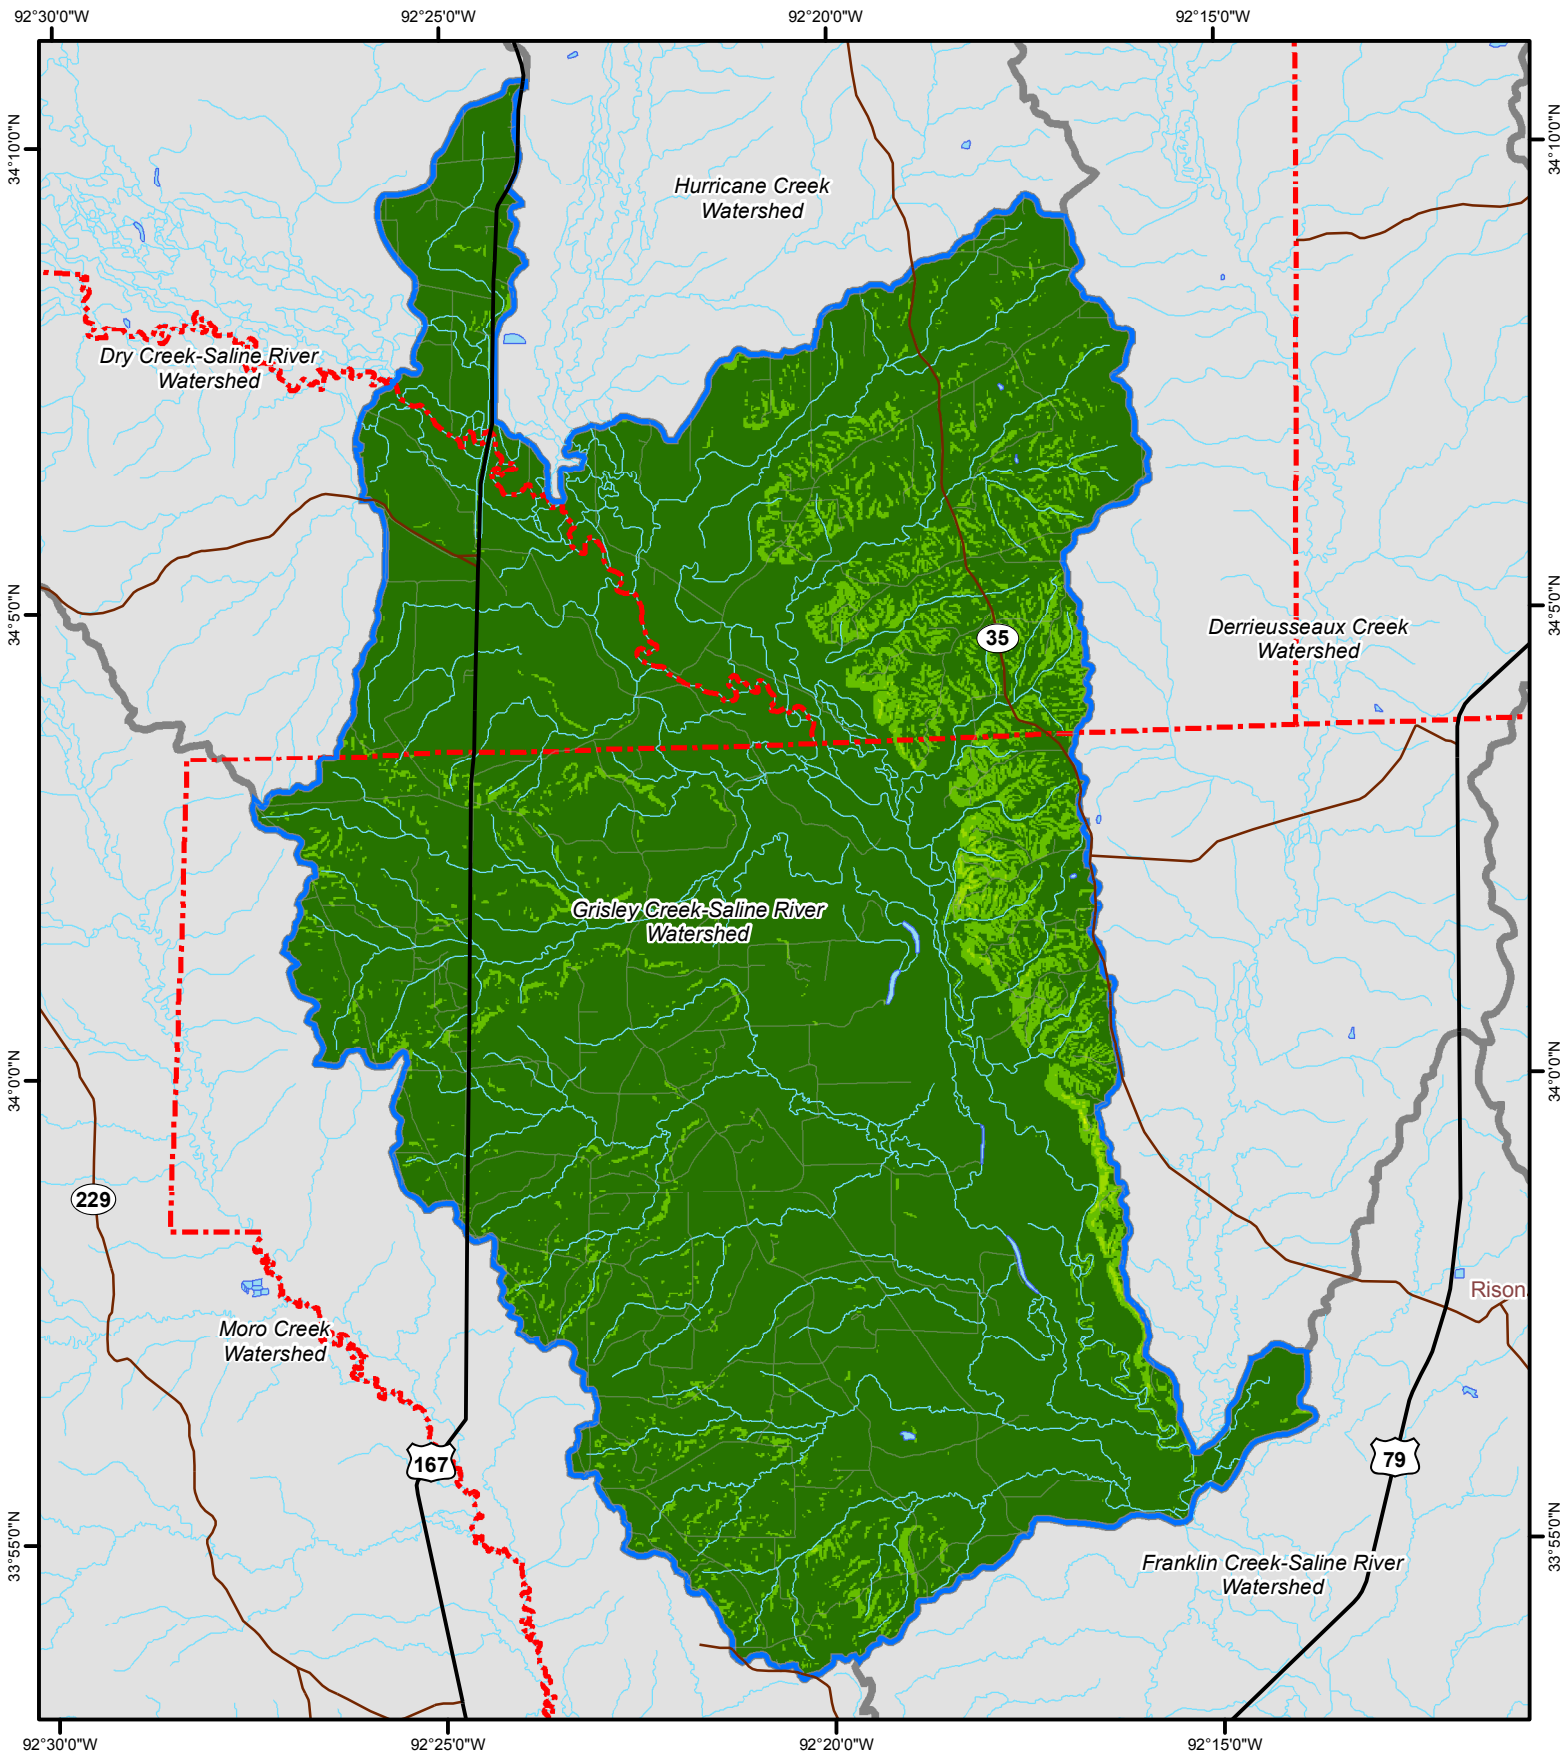 92°30'0"W
92°25'0"W
92°20'0"W
92°15'0"W
34°10'0"N
34°10'0"N
Hurricane Creek
Watershed
Dry Creek-Saline River
Watershed
34°5'0"N
34°5'0"N
35
Derrieusseaux Creek
Watershed
Grisley Creek-Saline River
Watershed
34°0'0"N
34°0'0"N
229
Rison
Moro Creek
Watershed
167
79
33°55'0"N
33°55'0"N
Franklin Creek-Saline River
Watershed
92°30'0"W
92°25'0"W
92°20'0"W
92°15'0"W